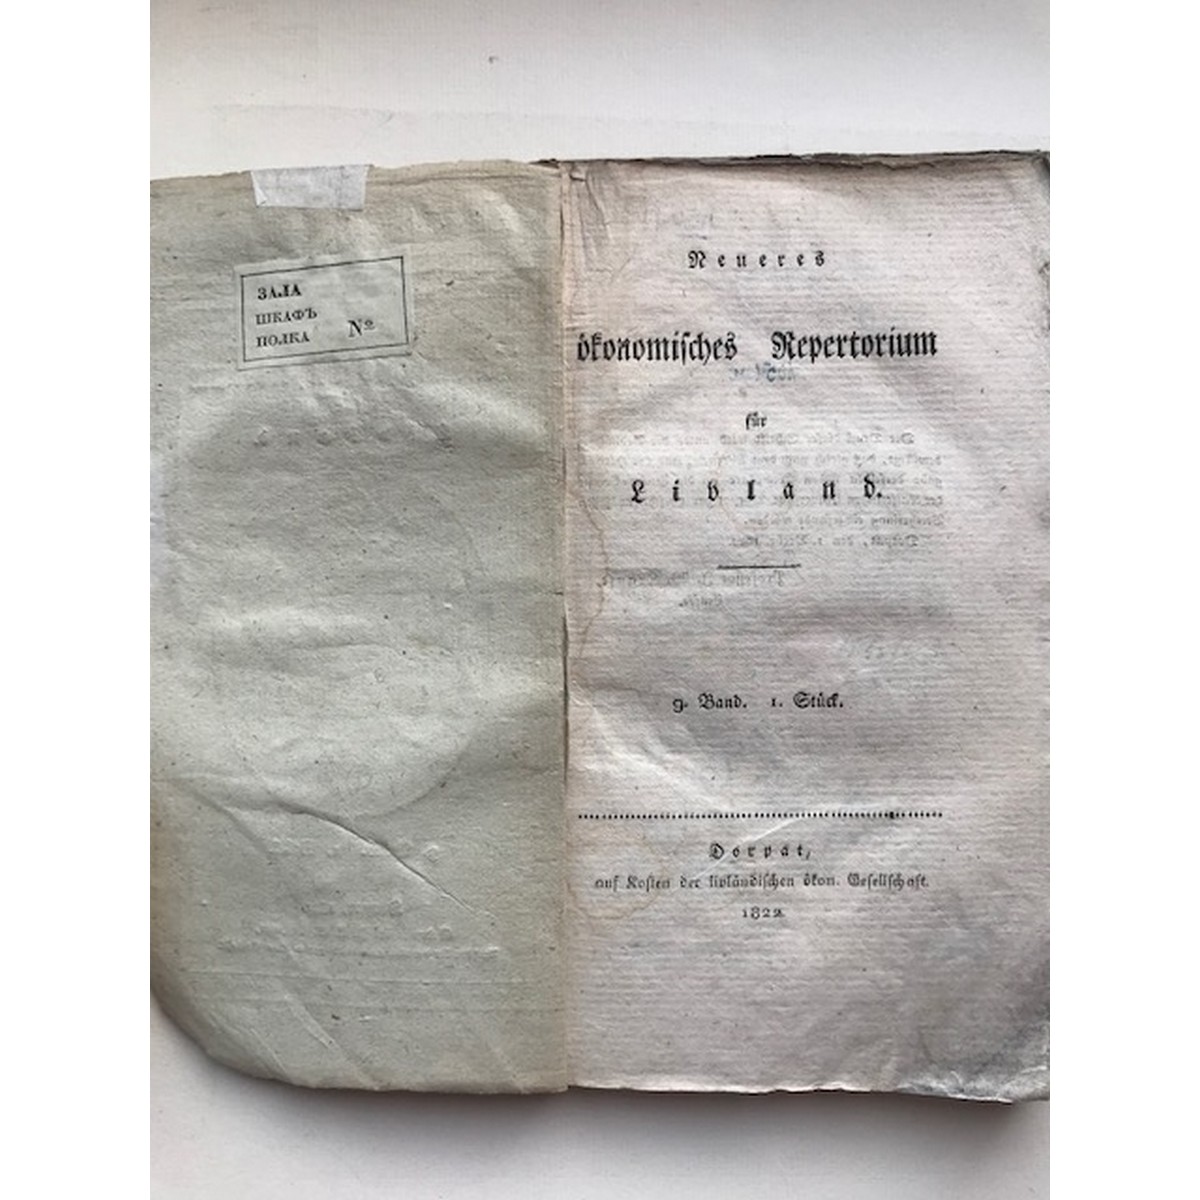 ЗАЛА
ШКАФЪ
ПОЛКА №
Neueres
ökonomisches Repertorium
für
Livland.
9. Band. 1. Stück.
Dorpat,
auf Kosten der livländischen ökon. Gesellschaft.
1822.